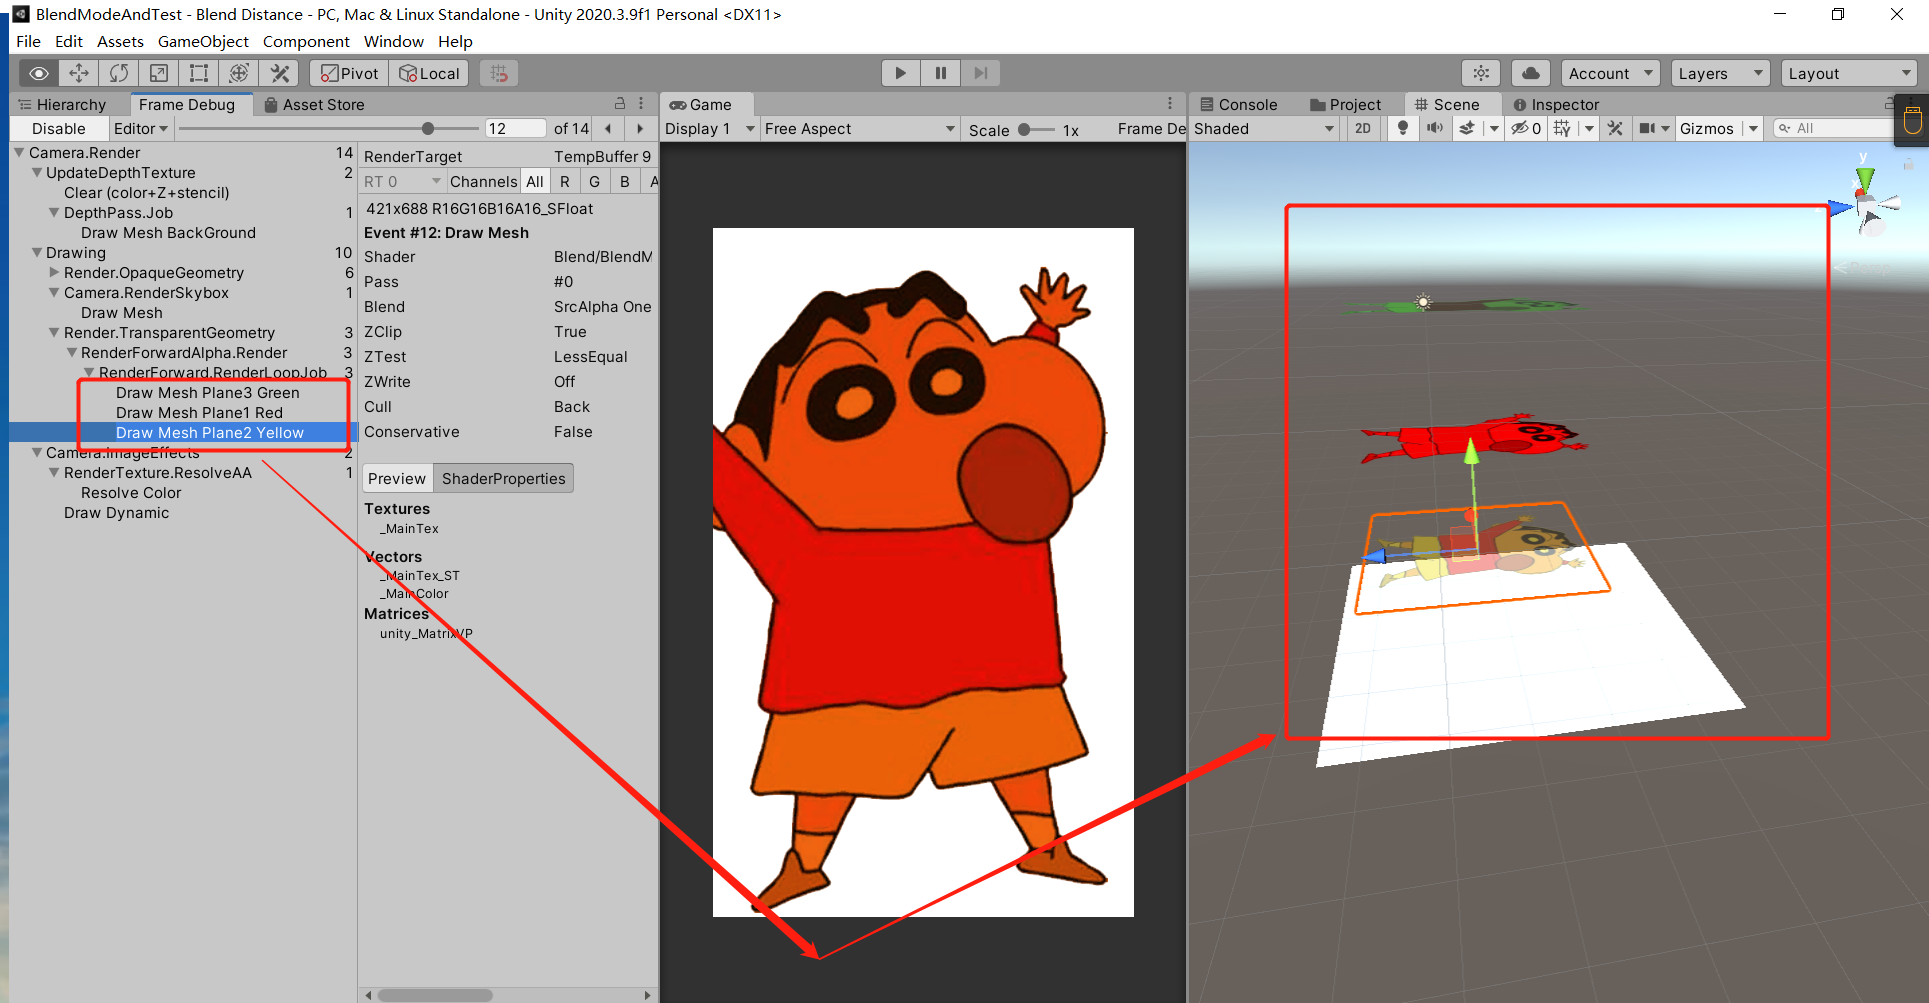 BlendModeAndTest - Blend Distance - PC, Mac & Linux Standalone - Unity 2020.3.9f1 Personal <DX11>
File Edit Assets GameObject Component Window Help
Pivot Local Account Layers Layout
Hierarchy Frame Debug Asset Store
Game
Console Project Scene Inspector
Disable Editor 12 of 14
Display 1 Free Aspect Scale 1x Frame De
Shaded 2D 0 Gizmos All
Camera.Render 14
UpdateDepthTexture 2
Clear (color+Z+stencil)
DepthPass.Job 1
Draw Mesh BackGround
Drawing 10
Render.OpaqueGeometry 6
Camera.RenderSkybox 1
Draw Mesh
Render.TransparentGeometry 3
RenderForwardAlpha.Render 3
RenderForward.RenderLoopJob 3
Draw Mesh Plane3 Green
Draw Mesh Plane1 Red
Draw Mesh Plane2 Yellow
Camera.ImageEffects 2
RenderTexture.ResolveAA 1
Resolve Color
Draw Dynamic
RenderTarget TempBuffer 9
RT 0 Channels All R G B A
421x688 R16G16B16A16_SFloat
Event #12: Draw Mesh
Shader Blend/BlendM
Pass #0
Blend SrcAlpha One
ZClip True
ZTest LessEqual
ZWrite Off
Cull Back
Conservative False
Preview ShaderProperties
Textures
_MainTex
Vectors
_MainTex_ST
_MainColor
Matrices
unity_MatrixVP
y
x
Persp